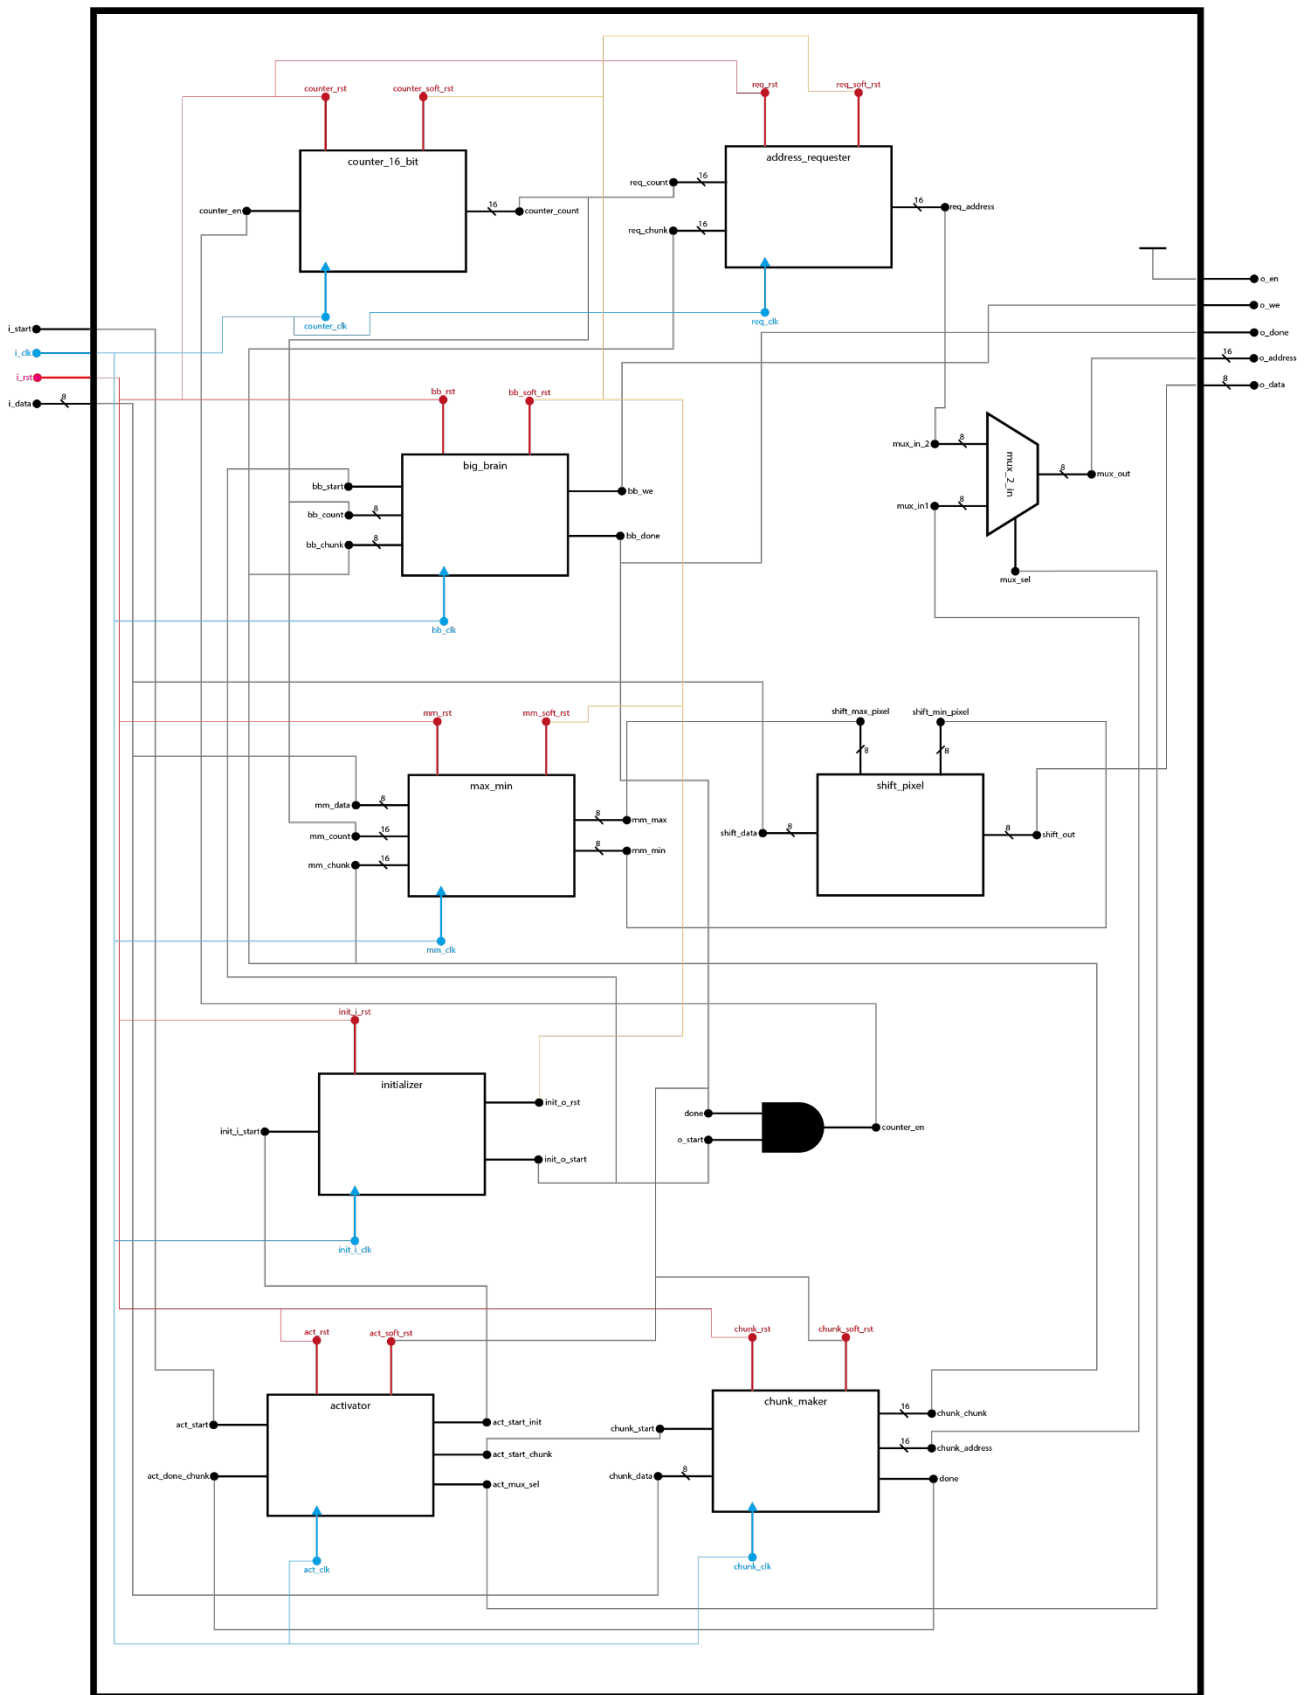 counter_rst
counter_soft_rst
req_rst
req_soft_rst
counter_16_bit
address_requester
req_count
16
counter_en
16
counter_count
req_chunk
16
16
req_address
o_en
o_we
counter_clk
req_clk
i_start
o_done
i_clk
16
o_address
i_rst
8
o_data
i_data
8
bb_rst
bb_soft_rst
big_brain
mux_in_2
8
mux_2_in
8
mux_out
bb_start
bb_we
mux_in1
8
bb_count
8
bb_chunk
8
bb_done
mux_sel
bb_clk
mm_rst
mm_soft_rst
shift_max_pixel
shift_min_pixel
8
8
max_min
shift_pixel
mm_data
8
8
mm_max
shift_data
8
8
shift_out
mm_count
16
8
mm_min
mm_chunk
16
mm_clk
init_i_rst
initializer
init_o_rst
done
init_i_start
counter_en
o_start
init_o_start
init_i_clk
act_rst
act_soft_rst
chunk_rst
chunk_soft_rst
activator
chunk_maker
act_start
act_start_init
chunk_start
16
chunk_chunk
act_start_chunk
16
chunk_address
act_done_chunk
act_mux_sel
chunk_data
8
done
act_clk
chunk_clk